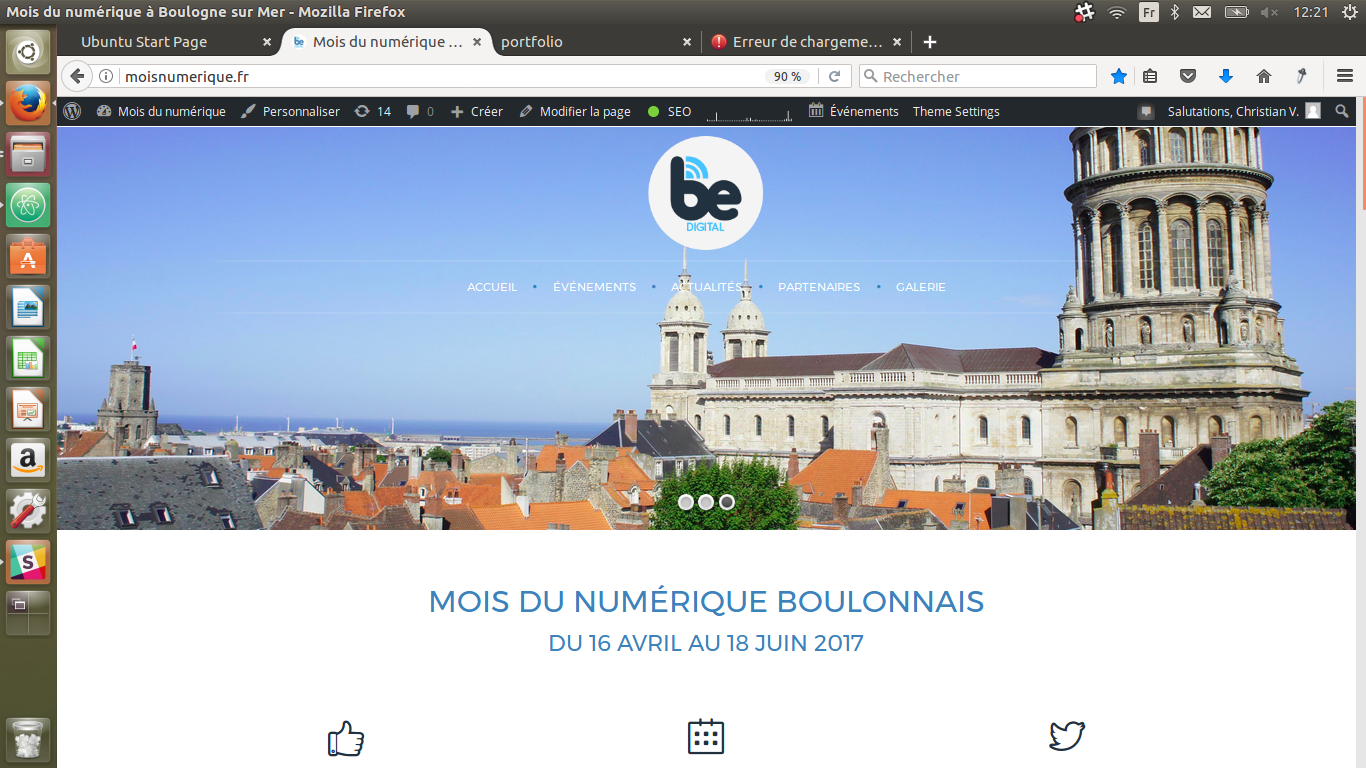 Mois du numérique à Boulogne sur Mer - Mozilla Firefox
Fr
12:21
Ubuntu Start Page
Mois du numérique ...
portfolio
Erreur de chargeme...
moisnumerique.fr
90 %
Rechercher
Mois du numérique
Personnaliser
14
0
Créer
Modifier la page
SEO
Événements
Theme Settings
Salutations, Christian V.
be
DIGITAL
ACCUEIL • ÉVÉNEMENTS • ACTUALITÉS • PARTENAIRES • GALERIE
MOIS DU NUMÉRIQUE BOULONNAIS
DU 16 AVRIL AU 18 JUIN 2017
a
S